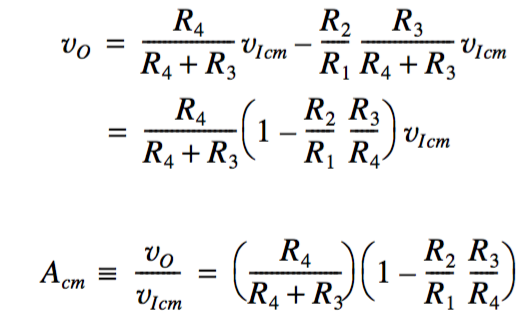 $v_O = \frac{R_4}{R_4 + R_3} v_{Icm} - \frac{R_2}{R_1} \frac{R_3}{R_4 + R_3} v_{Icm}$
$= \frac{R_4}{R_4 + R_3} \left( 1 - \frac{R_2}{R_1} \frac{R_3}{R_4} \right) v_{Icm}$
$A_{cm} \equiv \frac{v_O}{v_{Icm}} = \left( \frac{R_4}{R_4 + R_3} \right) \left( 1 - \frac{R_2}{R_1} \frac{R_3}{R_4} \right)$